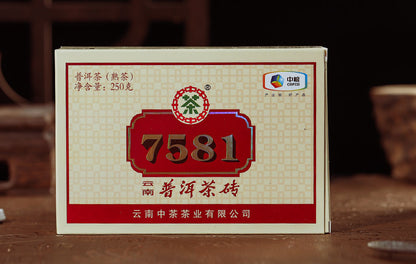 普洱茶（熟茶）
净含量：250克
茶
®
中粮
COFCO
7581
云南
普洱茶砖
云南中茶茶业有限公司